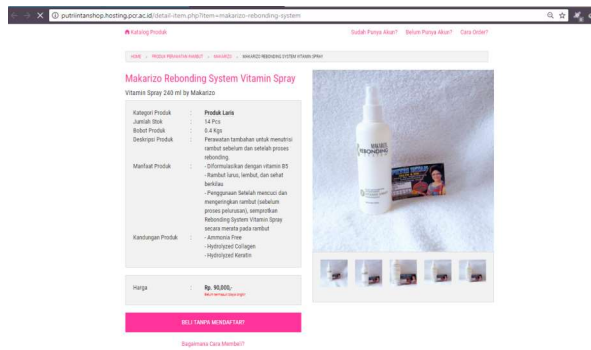 putriintanshop.hosting.pcr.ac.id/detail-item.php?item=makarizo-rebonding-system
Katalog Produk
Sudah Punya Akun? Belum Punya Akun? Cara Order?
HOME > PRODUK PERAWATAN RAMBUT > MAKARIZO > MAKARIZO REBONDING SYSTEM VITAMIN SPRAY
Makarizo Rebonding System Vitamin Spray
Vitamin Spray 240 ml by Makarizo
Kategori Produk : Produk Laris
Jumlah Stok : 14 Pcs
Bobot Produk : 0.4 Kgs
Deskripsi Produk : Perawatan tambahan untuk menutrisi
rambut sebelum dan setelah proses
rebonding.
Manfaat Produk : - Diformulasikan dengan vitamin B5
- Rambut lurus, lembut, dan sehat
berkilau
- Penggunaan Setelah mencuci dan
mengeringkan rambut (sebelum
proses pelurusan), semprotkan
Rebonding System Vitamin Spray
secara merata pada rambut
Kandungan Produk : - Ammonia Free
- Hydrolyzed Collagen
- Hydrolyzed Keratin
Harga : Rp. 90,000,-
BELI TANPA MENDAFTAR?
Bagaimana Cara Membeli?
MAKARIZO
REBONDING